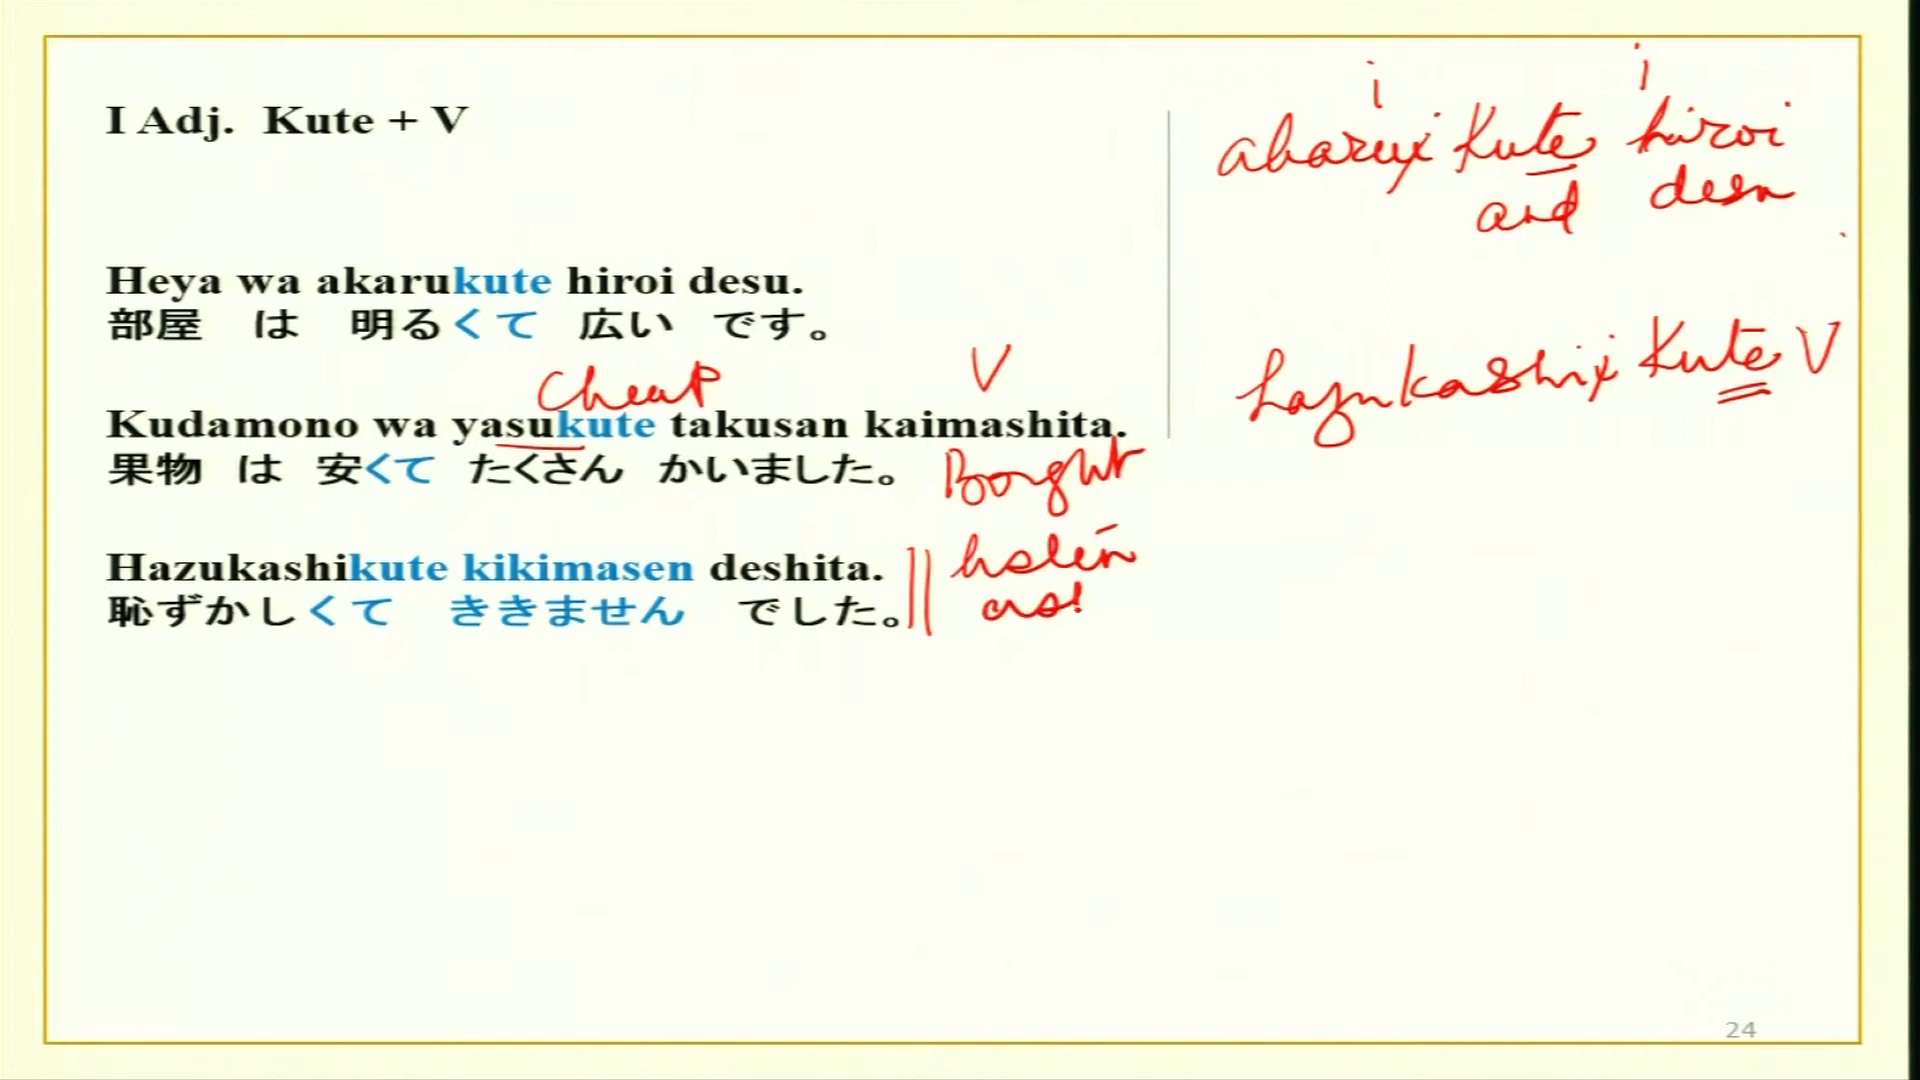 I Adj. Kute + V
Heya wa akarukute hiroi desu.
部屋 は 明るくて 広い です。
Cheap V
Kudamono wa yasukute takusan kaimashita.
果物 は 安くて たくさん かいました。
Bought
Hazukashikute kikimasen deshita.
恥ずかしくて ききません でした。
listen
ask
i i
akarui Kute hiroi
and desu
hazukashii Kute V
24